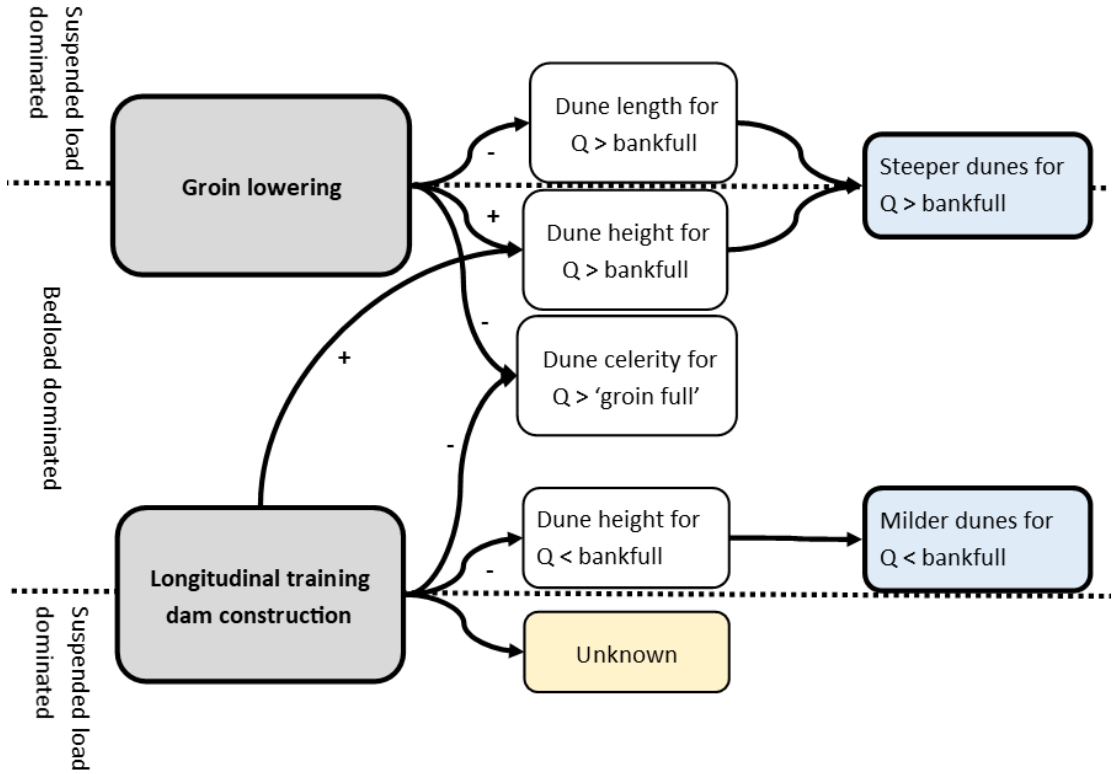 Suspended load
dominated
Groin lowering
-
+
-
Dune length for
Q > bankfull
Dune height for
Q > bankfull
Steeper dunes for
Q > bankfull
Bedload dominated
+
-
Dune celerity for
Q > ‘groin full’
Longitudinal training
dam construction
-
Dune height for
Q < bankfull
Milder dunes for
Q < bankfull
Suspended load
dominated
Unknown